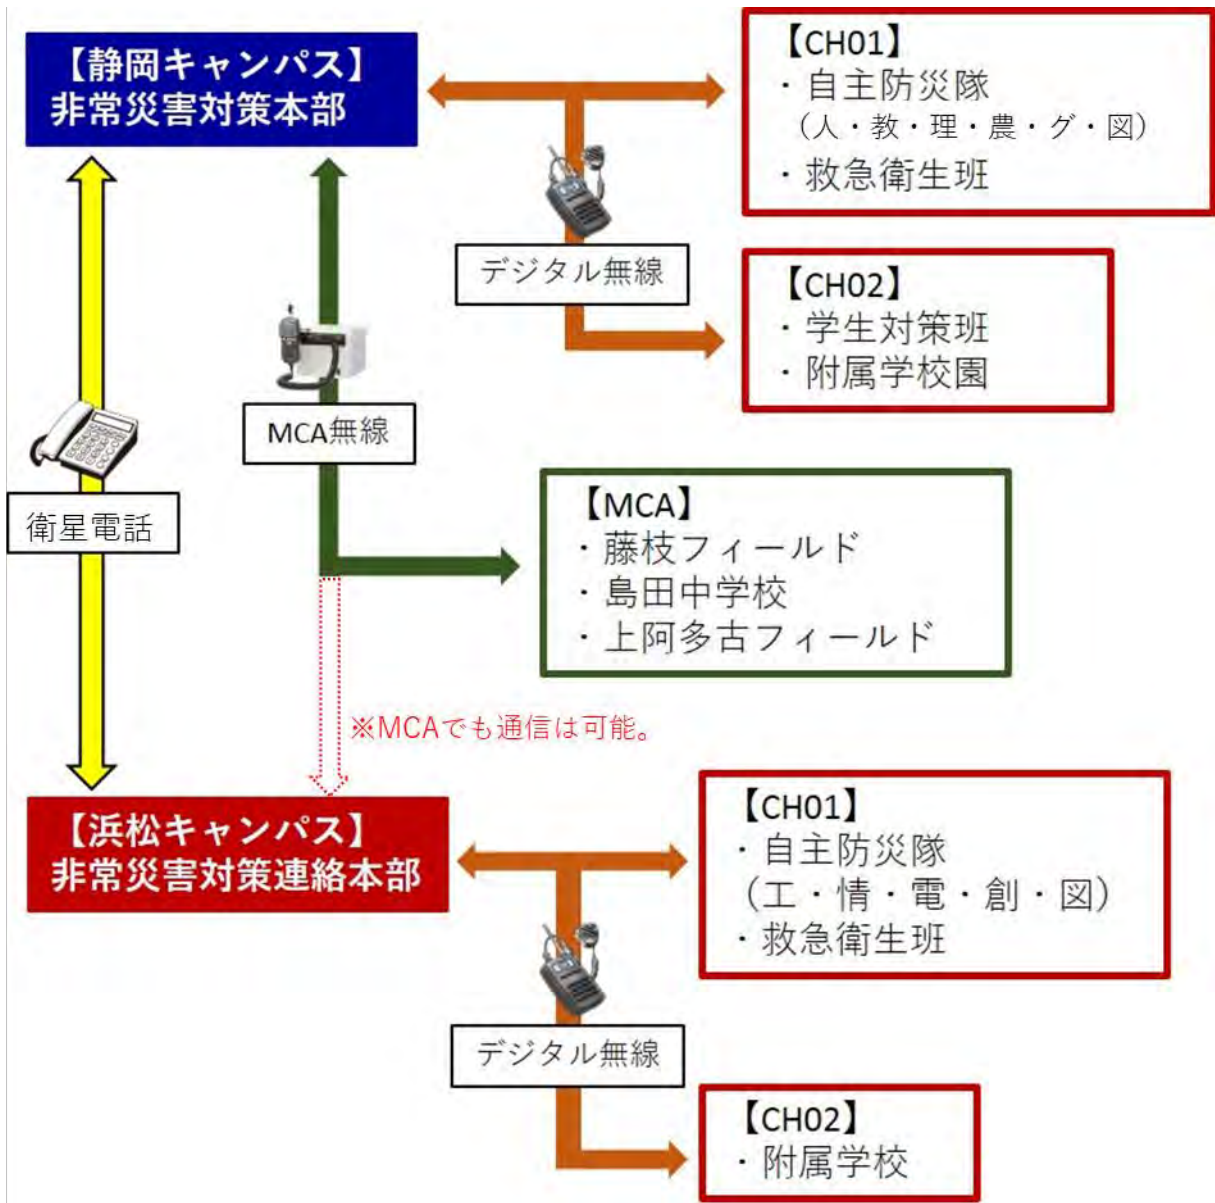 【静岡キャンパス】
非常災害対策本部
【CH01】
・自主防災隊
（人・教・理・農・グ・図）
・救急衛生班
デジタル無線
【CH02】
・学生対策班
・附属学校園
MCA無線
衛星電話
【MCA】
・藤枝フィールド
・島田中学校
・上阿多古フィールド
※MCAでも通信は可能。
【浜松キャンパス】
非常災害対策連絡本部
【CH01】
・自主防災隊
（工・情・電・創・図）
・救急衛生班
デジタル無線
【CH02】
・附属学校